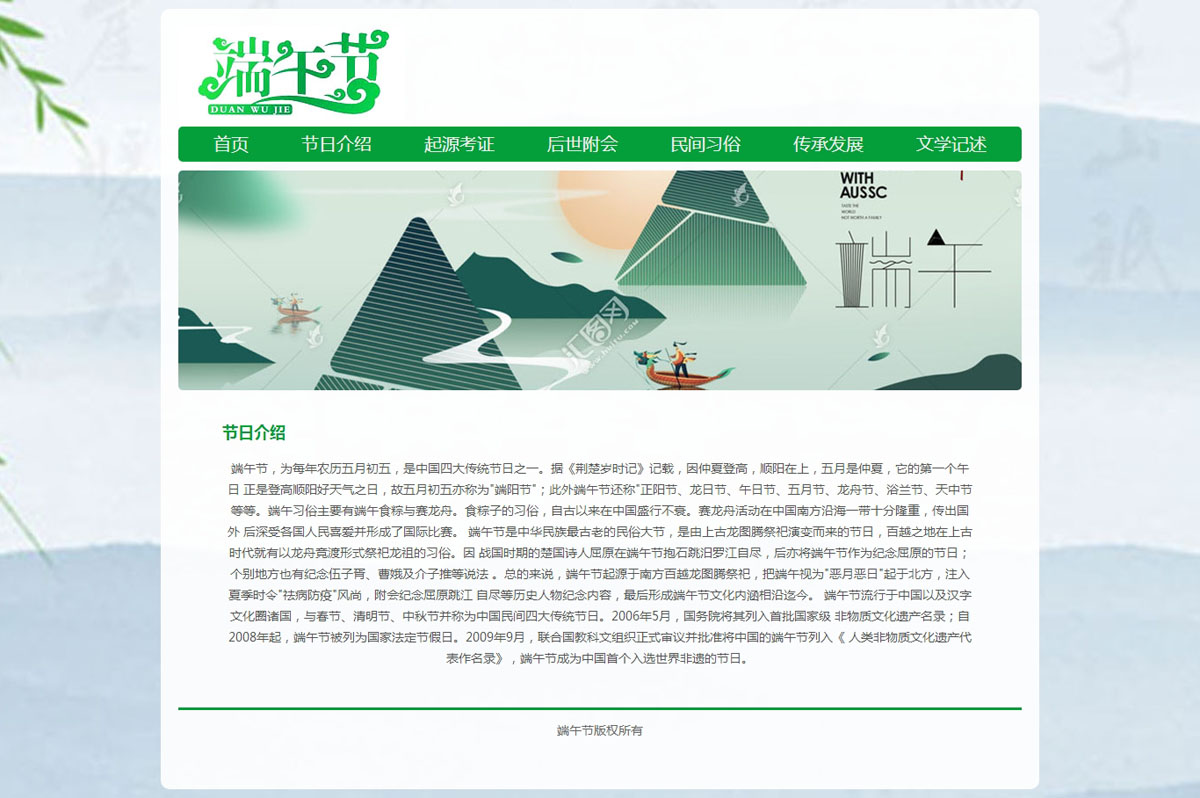 端午节
DUAN WU JIE
首页 节日介绍 起源考证 后世附会 民间习俗 传承发展 文学记述
WITH
AUSSC
TASTE THE
WORLD
NOT WORTH A FAMILY
端午
汇图网
www.huitu.com
节日介绍
端午节，为每年农历五月初五，是中国四大传统节日之一。据《荆楚岁时记》记载，因仲夏登高，顺阳在上，五月是仲夏，它的第一个午
日 正是登高顺阳好天气之日，故五月初五亦称为"端阳节"；此外端午节还称"正阳节、龙日节、午日节、五月节、龙舟节、浴兰节、天中节
等等。端午习俗主要有端午食粽与赛龙舟。食粽子的习俗，自古以来在中国盛行不衰。赛龙舟活动在中国南方沿海一带十分隆重，传出国
外 后深受各国人民喜爱并形成了国际比赛。 端午节是中华民族最古老的民俗大节，是由上古龙图腾祭祀演变而来的节日，百越之地在上古
时代就有以龙舟竞渡形式祭祀龙祖的习俗。因 战国时期的楚国诗人屈原在端午节抱石跳汨罗江自尽，后亦将端午节作为纪念屈原的节日；
个别地方也有纪念伍子胥、曹娥及介子推等说法 。总的来说，端午节起源于南方百越龙图腾祭祀，把端午视为"恶月恶日"起于北方，注入
夏季时令"祛病防疫"风尚，附会纪念屈原跳江 自尽等历史人物纪念内容，最后形成端午节文化内涵相沿迄今。 端午节流行于中国以及汉字
文化圈诸国，与春节、清明节、中秋节并称为中国民间四大传统节日。2006年5月，国务院将其列入首批国家级 非物质文化遗产名录；自
2008年起，端午节被列为国家法定节假日。2009年9月，联合国教科文组织正式审议并批准将中国的端午节列入《 人类非物质文化遗产代
表作名录》，端午节成为中国首个入选世界非遗的节日。
端午节版权所有